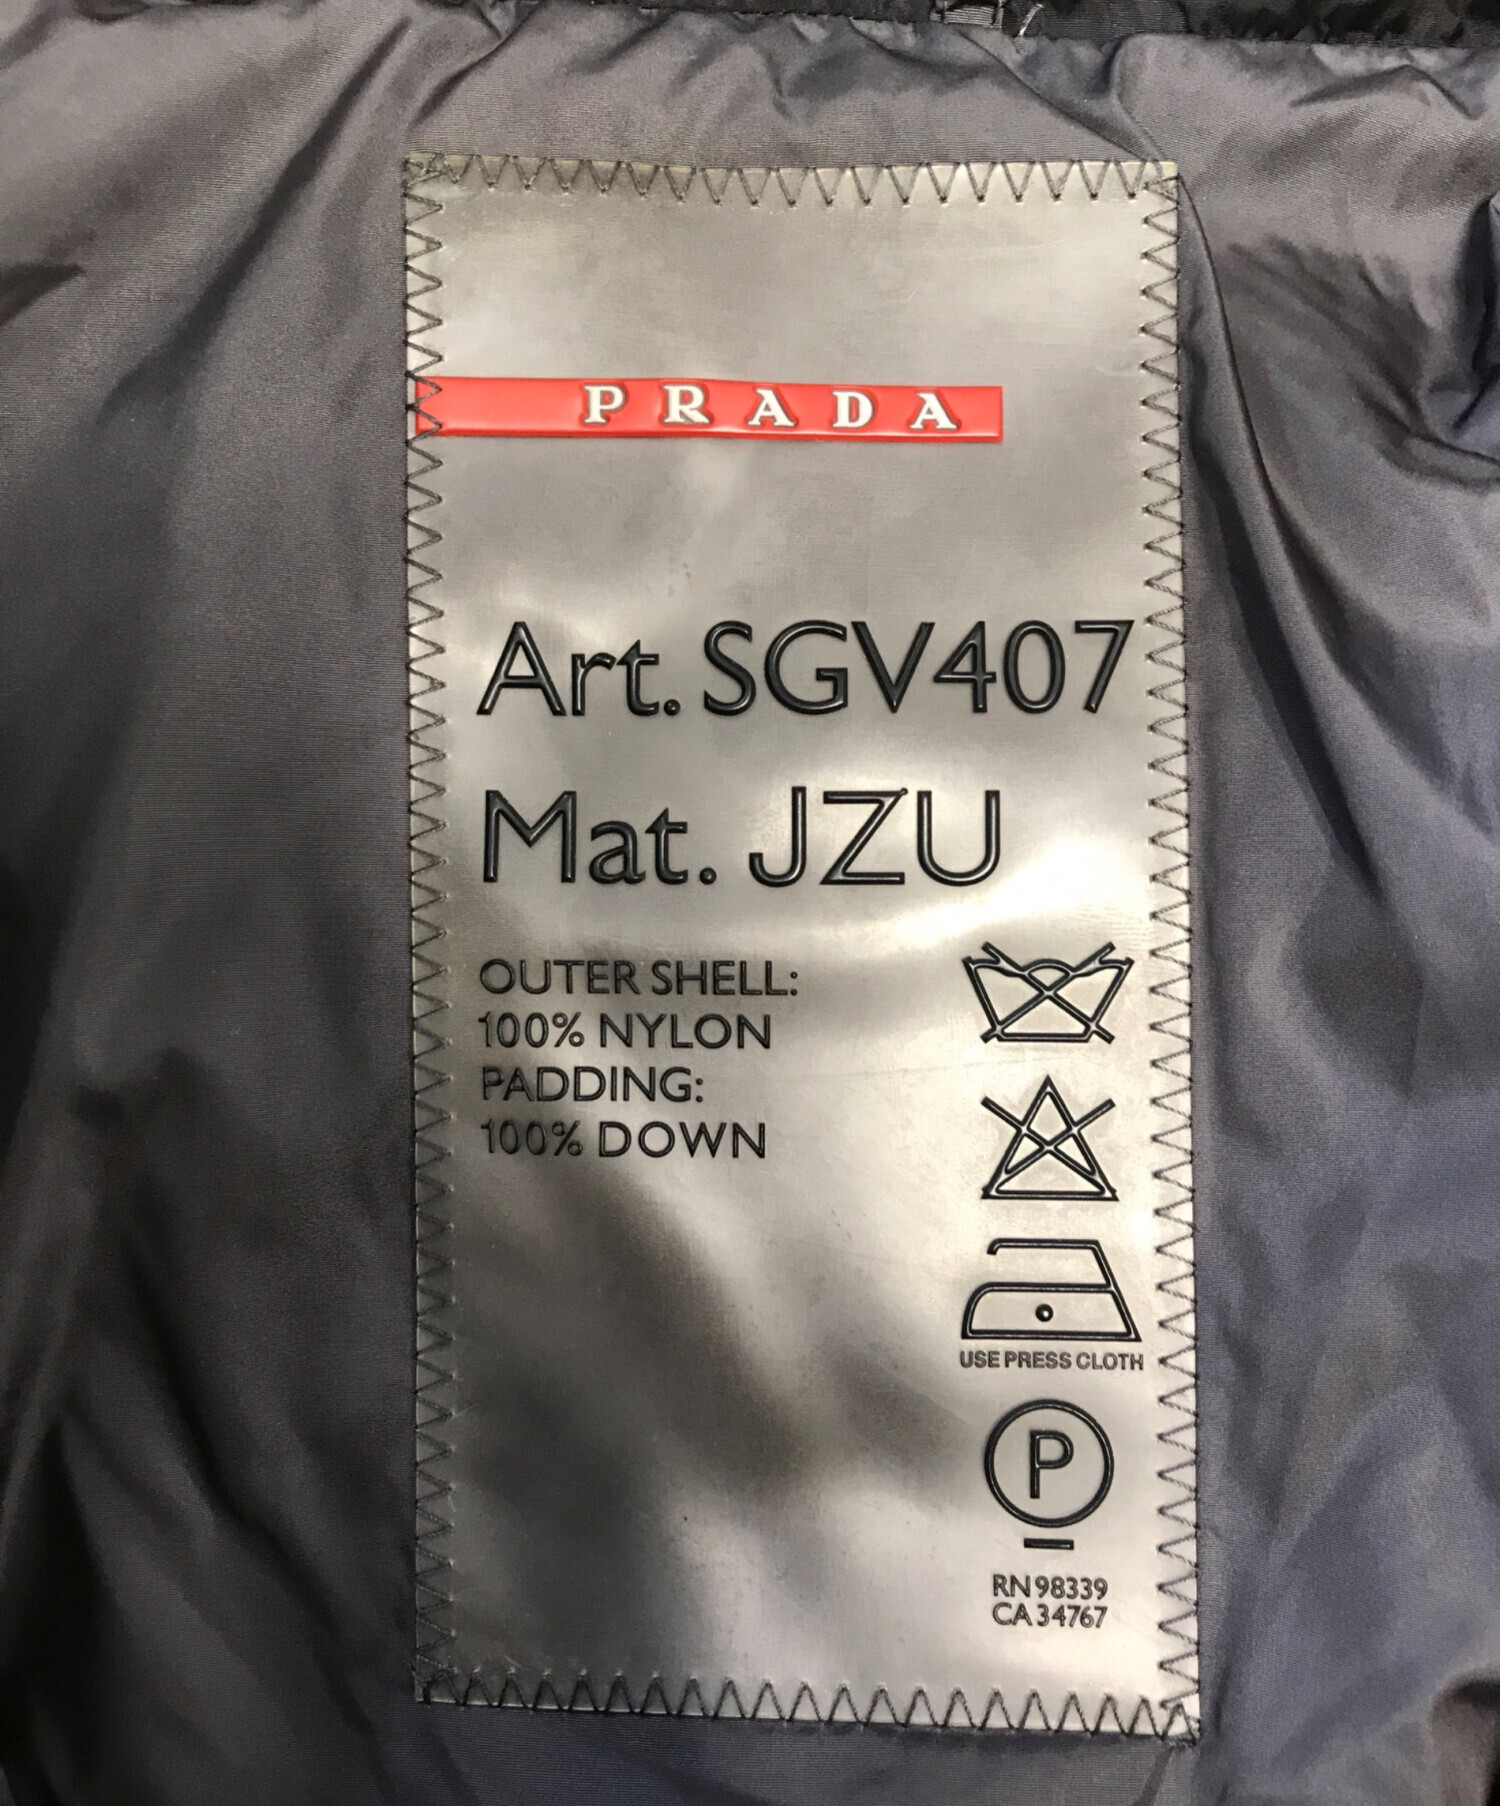 PRADA
Art. SGV407
Mat. JZU
OUTER SHELL:
100% NYLON
PADDING:
100% DOWN
USE PRESS CLOTH
P
RN 98339
CA 34767